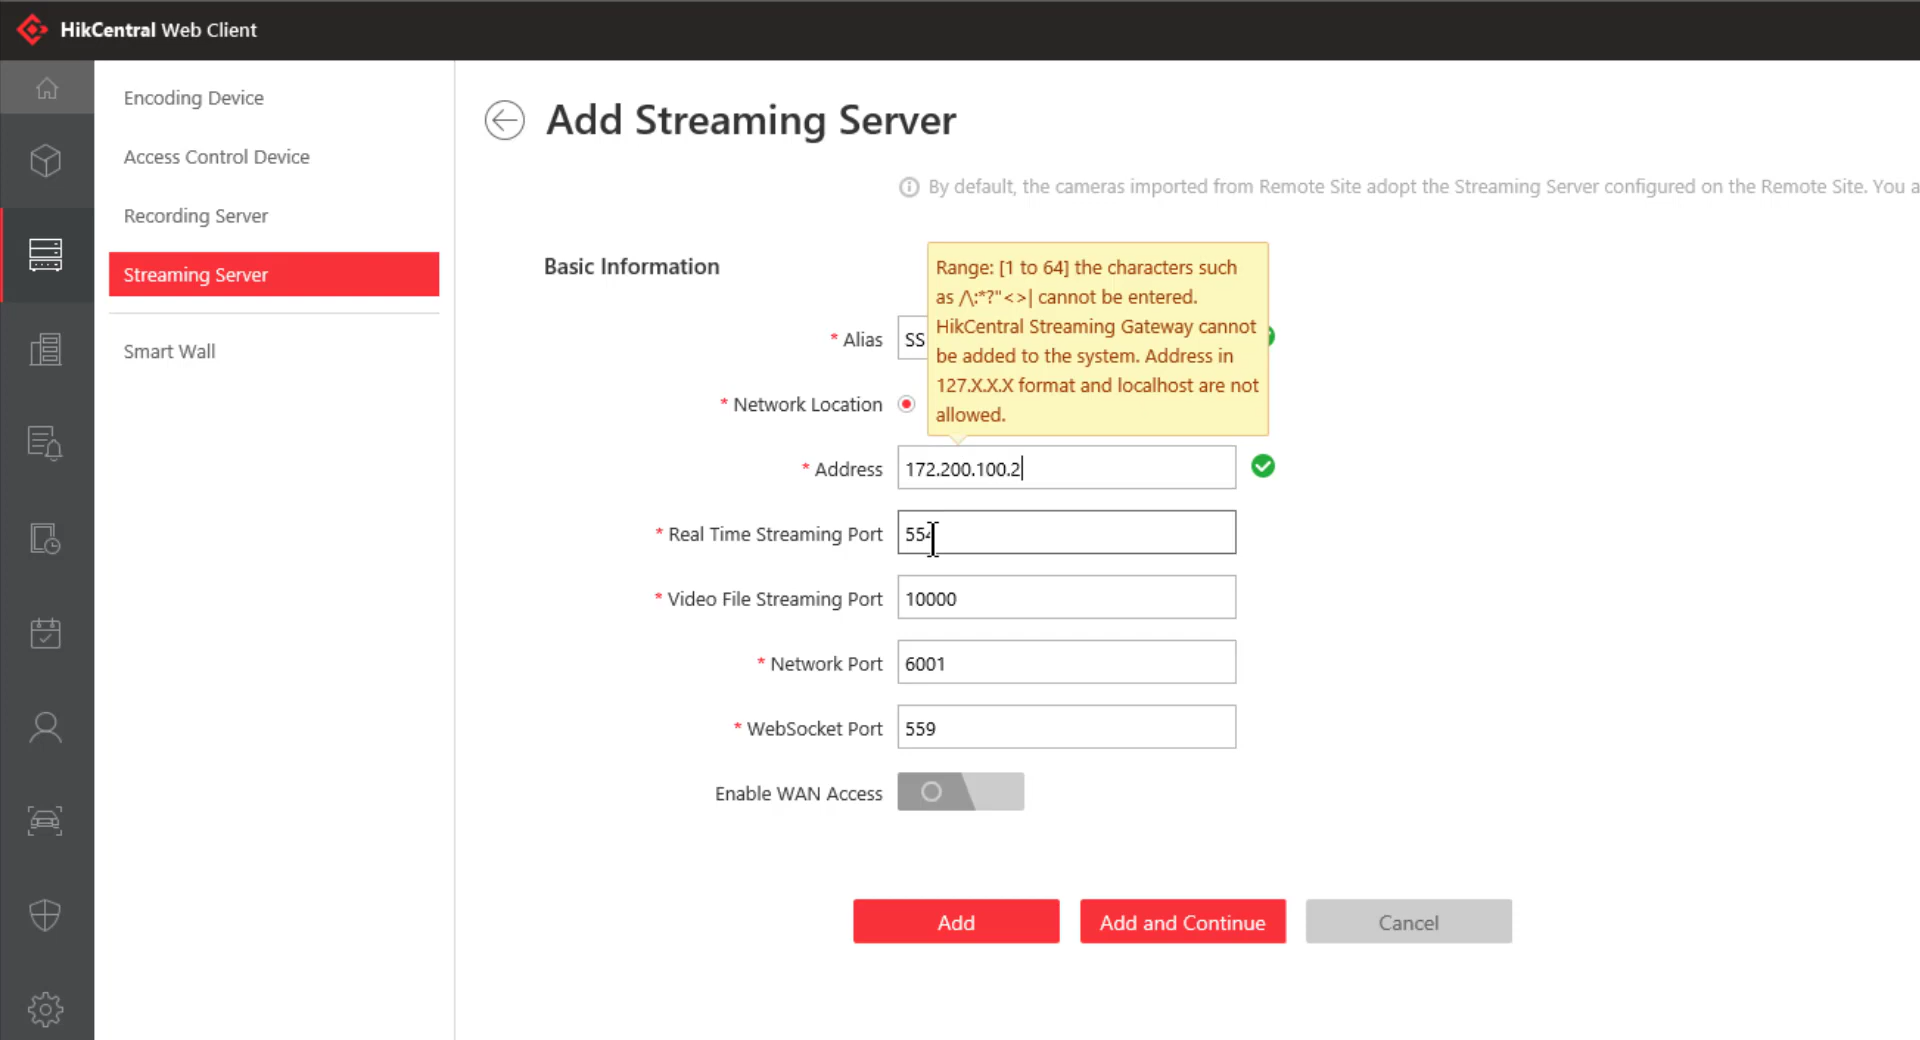 HikCentral Web Client
Encoding Device
Access Control Device
Recording Server
Streaming Server
Smart Wall
Add Streaming Server
By default, the cameras imported from Remote Site adopt the Streaming Server configured on the Remote Site. You a
Basic Information
Range: [1 to 64] the characters such
as /\:*?"<>| cannot be entered.
HikCentral Streaming Gateway cannot
be added to the system. Address in
127.X.X.X format and localhost are not
allowed.
* Alias SS
* Network Location
* Address 172.200.100.2
* Real Time Streaming Port 554
* Video File Streaming Port 10000
* Network Port 6001
* WebSocket Port 559
Enable WAN Access
Add
Add and Continue
Cancel